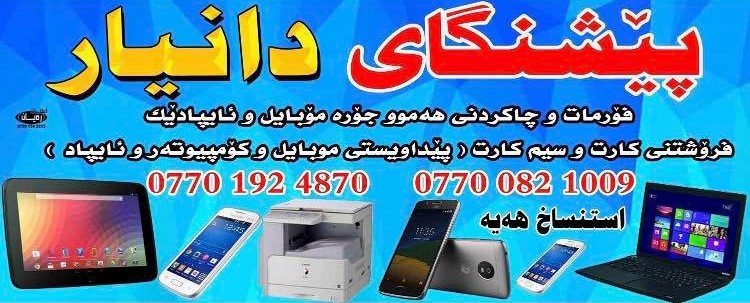 پێشنگای دانیار
فۆرمات و چاکردنی هەموو جۆرە مۆبایل و ئایپادێك
فرۆشتنی کارت و سیم کارت ( پێداویستی موبایل و کۆمپیوتەر و ئایپاد )
0770 192 4870 0770 082 1009
استنساخ هەیە